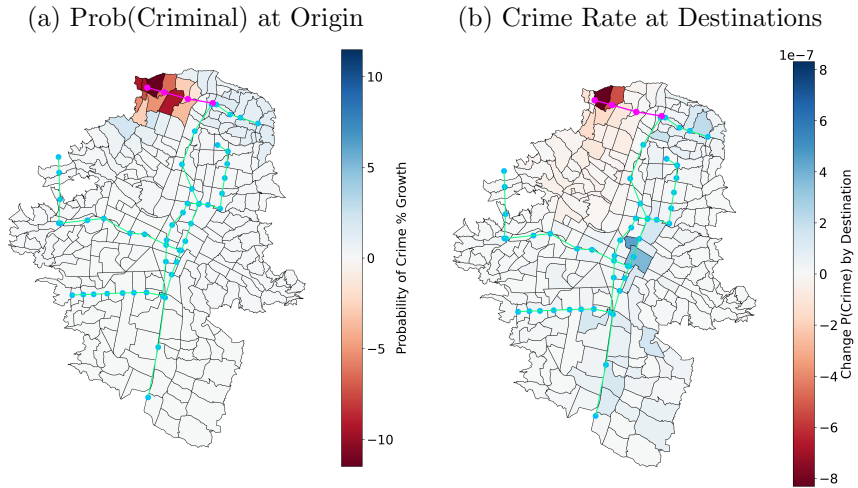 (a) Prob(Criminal) at Origin
(b) Crime Rate at Destinations
10
5
0
−5
−10
Probability of Crime % Growth
1e−7
8
6
4
2
0
−2
−4
−6
−8
Change P(Crime) by Destination